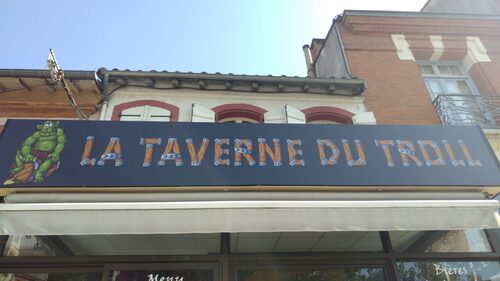 LA TAVERNE DU TROLL
Menu
Bières